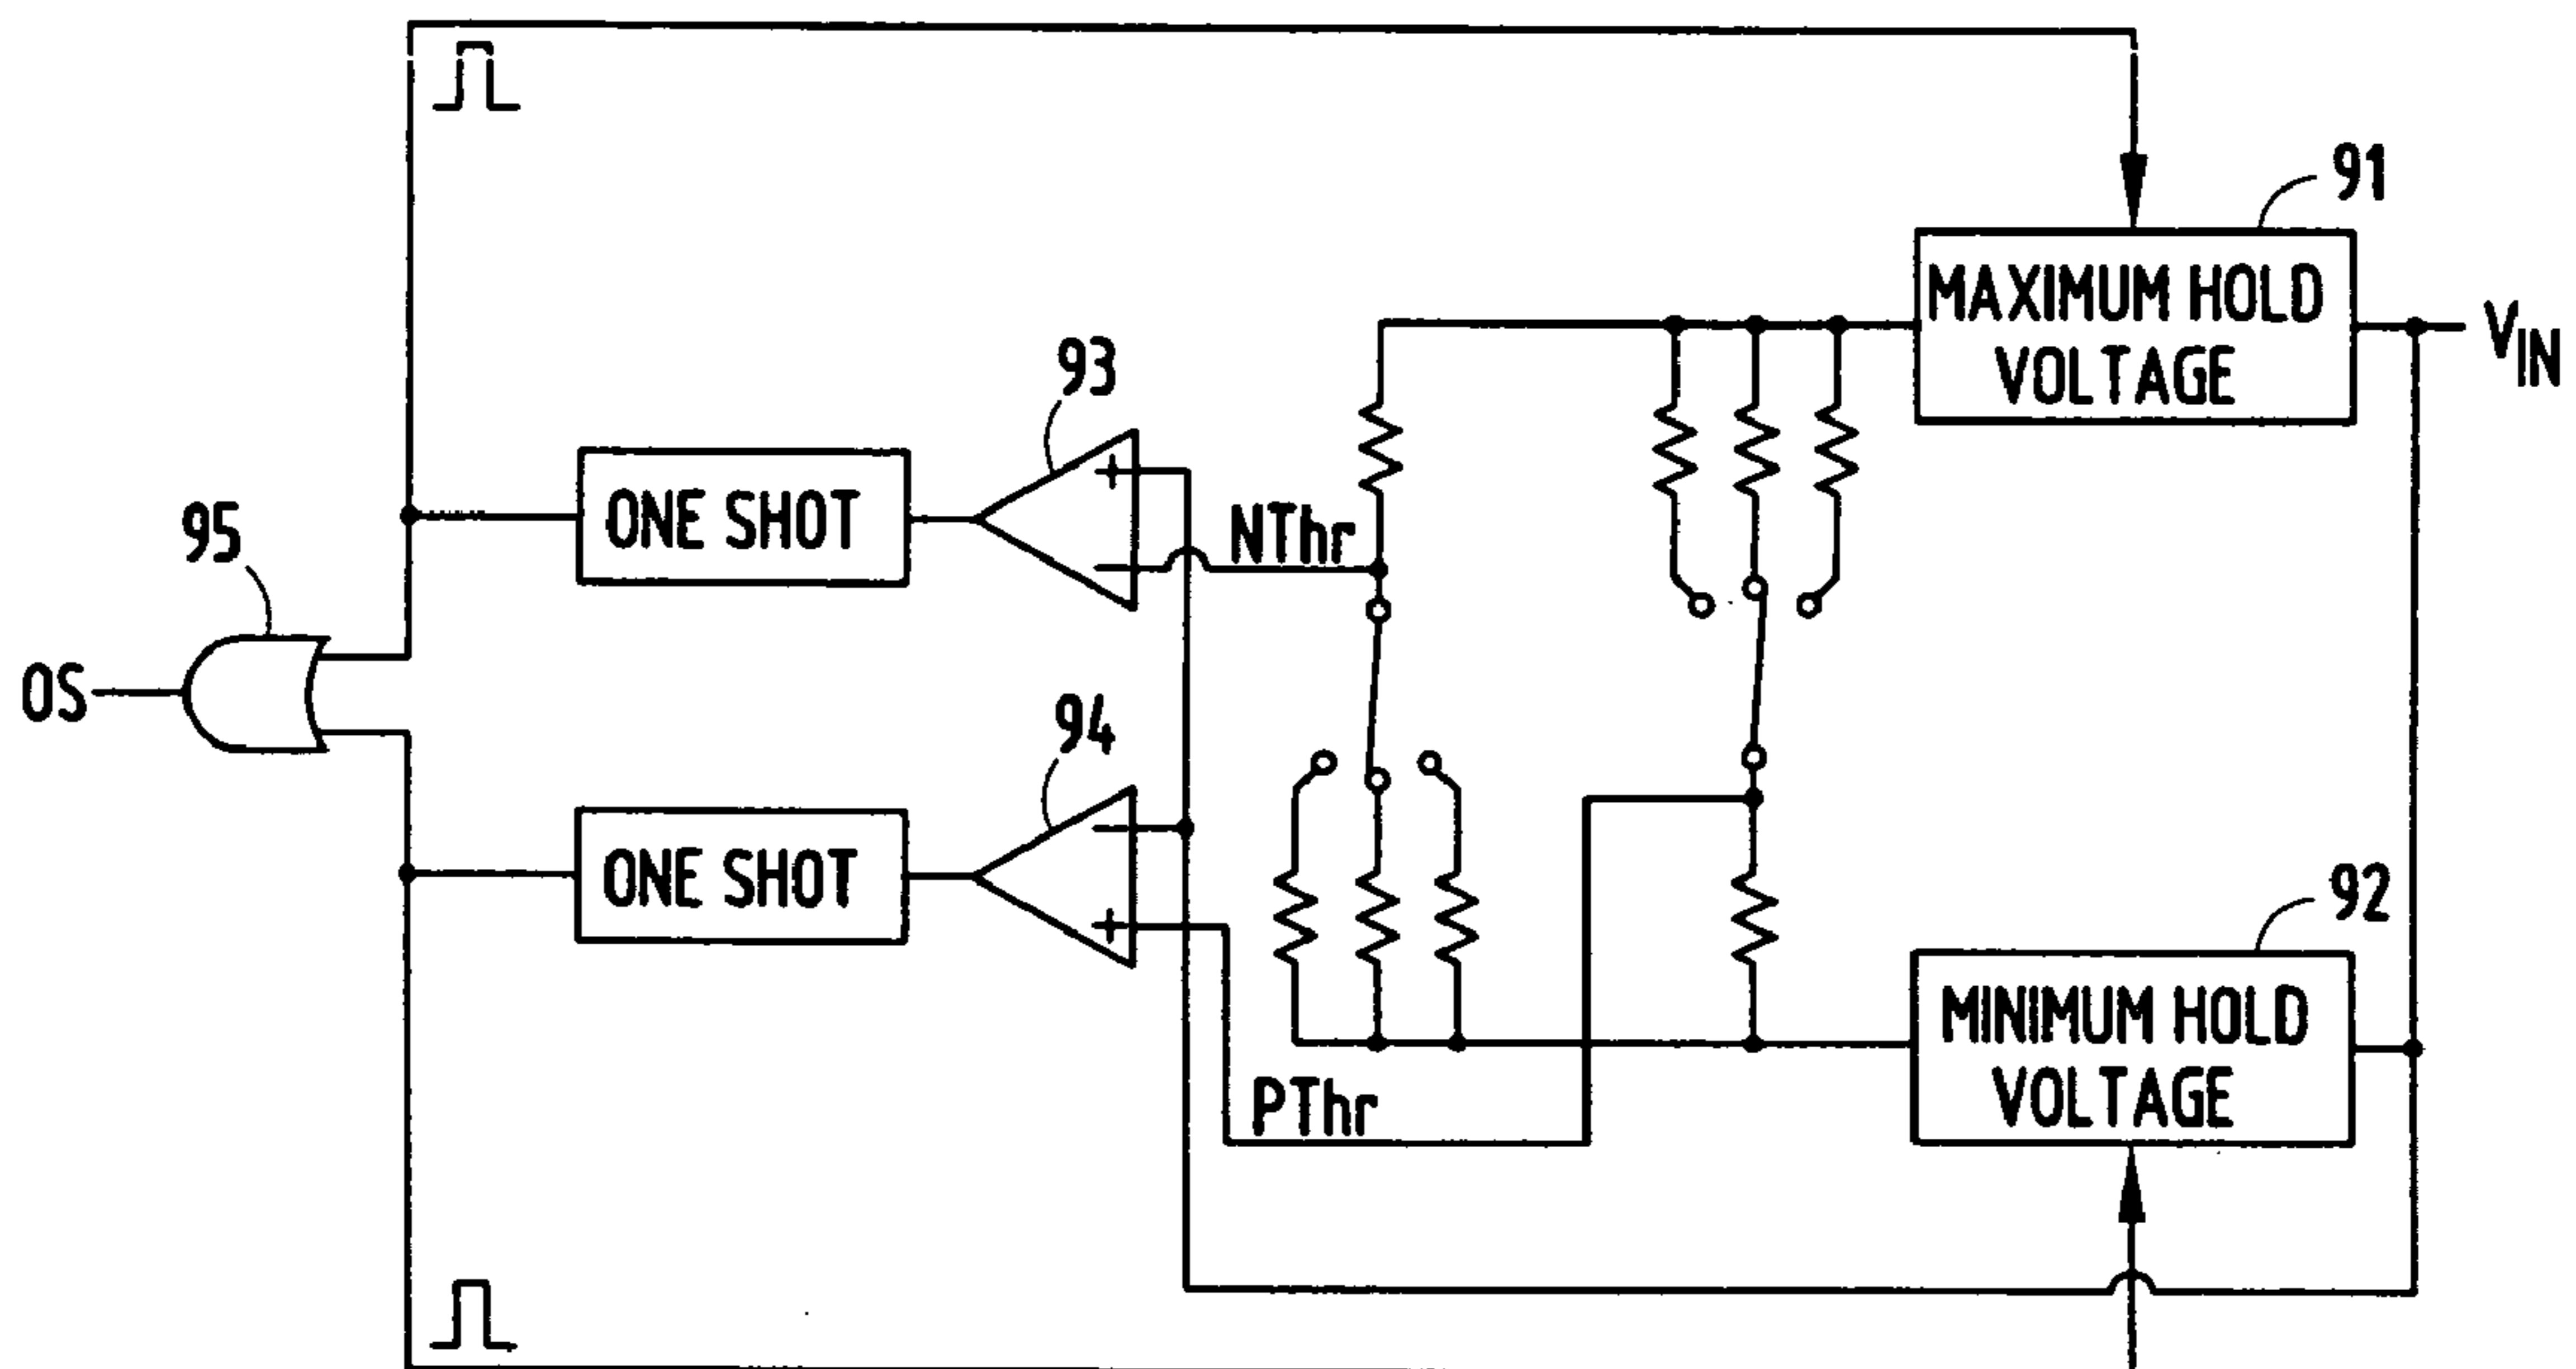 91
MAXIMUM HOLD
VOLTAGE
V_IN
93
+
−
ONE SHOT
NThr
95
OS
94
−
+
ONE SHOT
92
MINIMUM HOLD
VOLTAGE
PThr